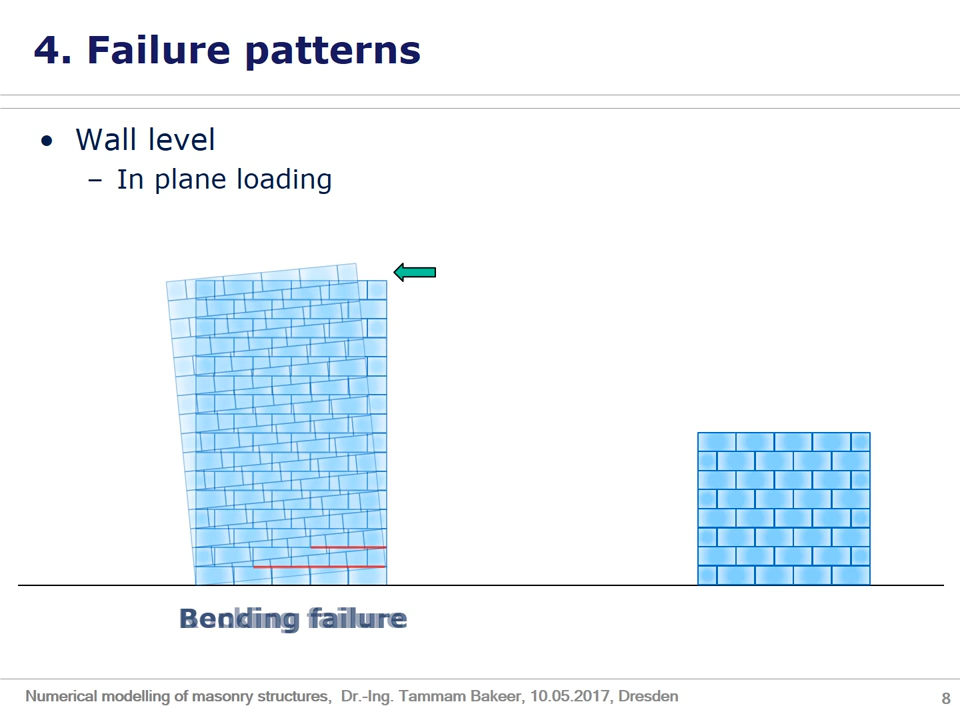 4. Failure patterns
• Wall level
– In plane loading
failure
Numerical modelling of masonry structures, Dr.-Ing. Tammam Bakeer, 10.05.2017, Dresden
8